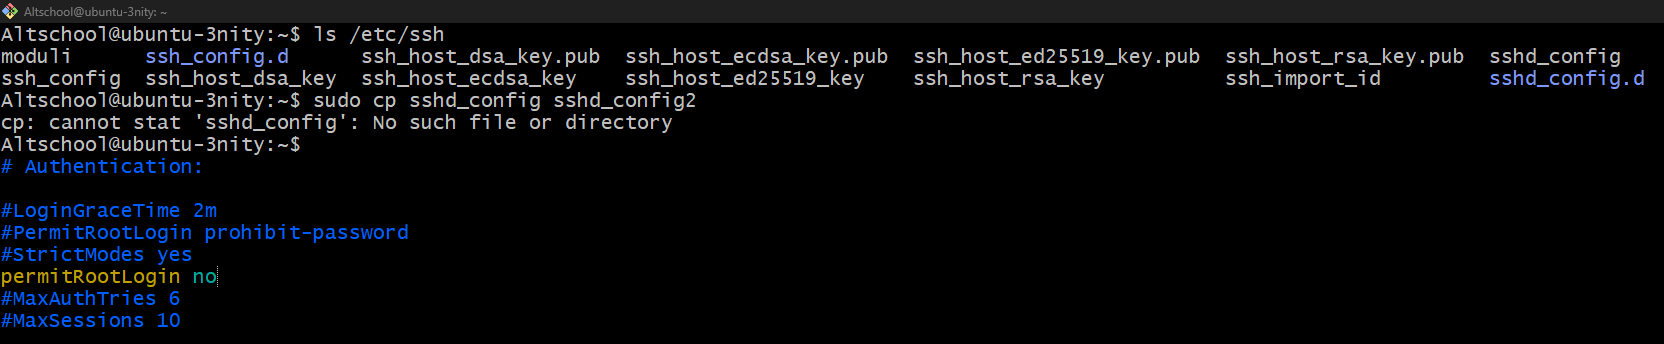 Altschool@ubuntu-3nity: ~
Altschool@ubuntu-3nity:~$ ls /etc/ssh
moduli ssh_config.d ssh_host_dsa_key.pub ssh_host_ecdsa_key.pub ssh_host_ed25519_key.pub ssh_host_rsa_key.pub sshd_config
ssh_config ssh_host_dsa_key ssh_host_ecdsa_key ssh_host_ed25519_key ssh_host_rsa_key ssh_import_id sshd_config.d
Altschool@ubuntu-3nity:~$ sudo cp sshd_config sshd_config2
cp: cannot stat 'sshd_config': No such file or directory
Altschool@ubuntu-3nity:~$
# Authentication:
#LoginGraceTime 2m
#PermitRootLogin prohibit-password
#StrictModes yes
permitRootLogin no
#MaxAuthTries 6
#MaxSessions 10